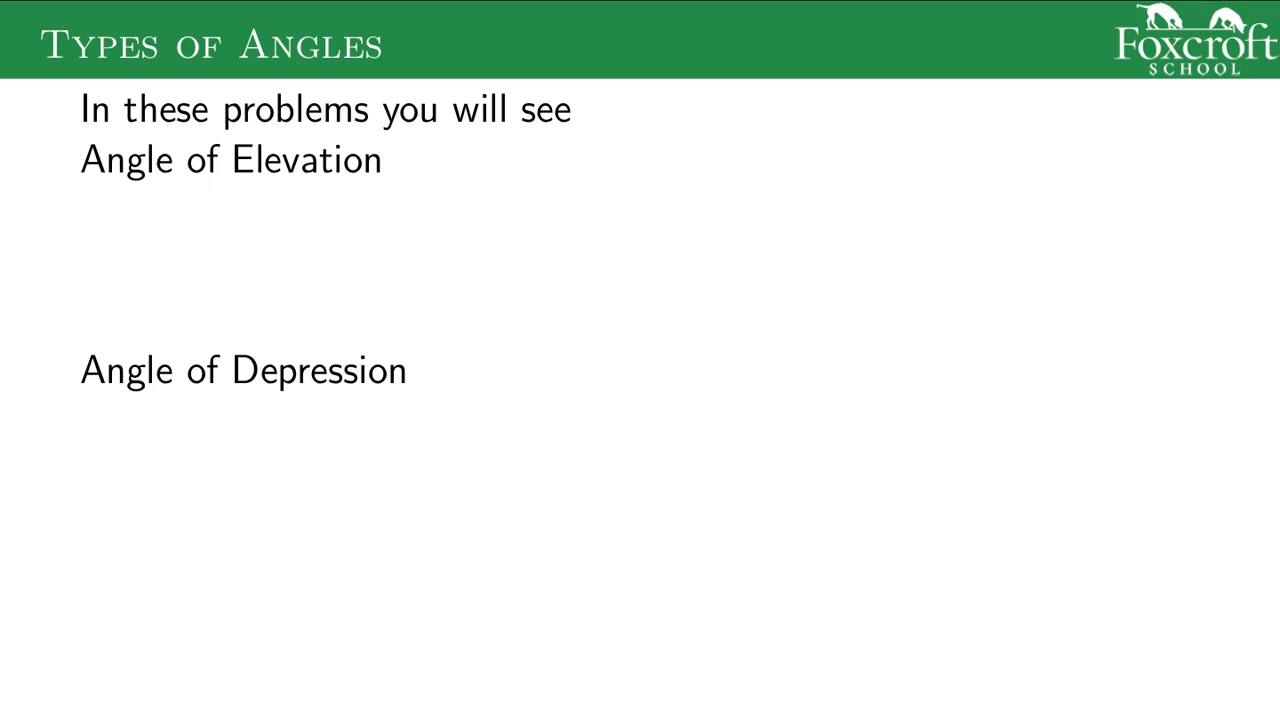 Types of Angles
Foxcroft
SCHOOL
In these problems you will see
Angle of Elevation
Angle of Depression